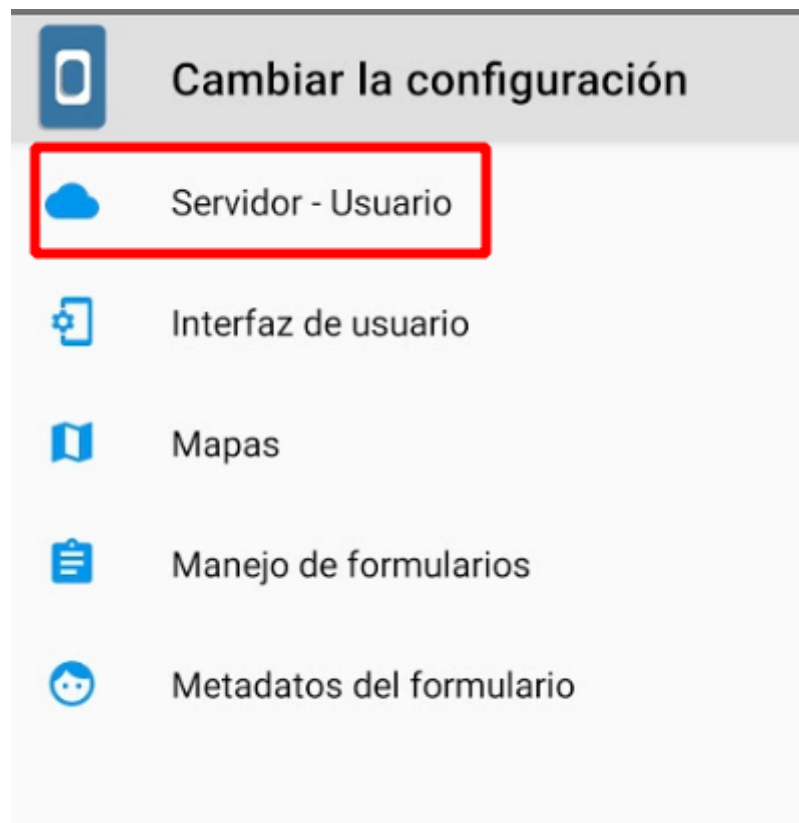 Cambiar la configuración
Servidor - Usuario
Interfaz de usuario
Mapas
Manejo de formularios
Metadatos del formulario